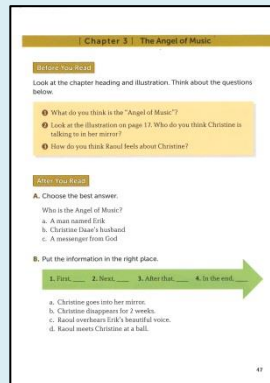 | Chapter 3 | The Angel of Music
Before You Read
Look at the chapter heading and illustration. Think about the questions
below.
❶ What do you think is the "Angel of Music"?
❷ Look at the illustration on page 17. Who do you think Christine is
talking to in her mirror?
❸ How do you think Raoul feels about Christine?
After You Read
A. Choose the best answer.
Who is the Angel of Music?
a. A man named Erik
b. Christine Daae's husband
c. A messenger from God
B. Put the information in the right place.
1. First, ___ 2. Next, ___ 3. After that, ___ 4. In the end, ___
a. Christine goes into her mirror.
b. Christine disappears for 2 weeks.
c. Raoul overhears Erik's beautiful voice.
d. Raoul meets Christine at a ball.
47